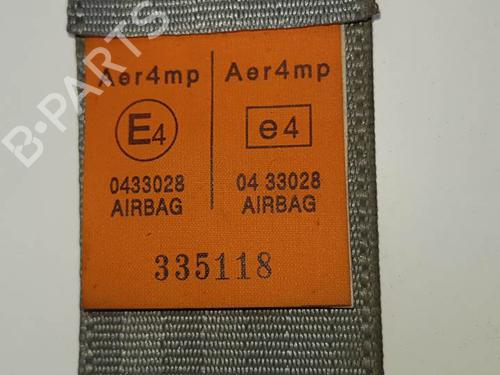 Aer4mp Aer4mp
E4 e4
0433028 04 33028
AIRBAG AIRBAG
335118
B-PARTS